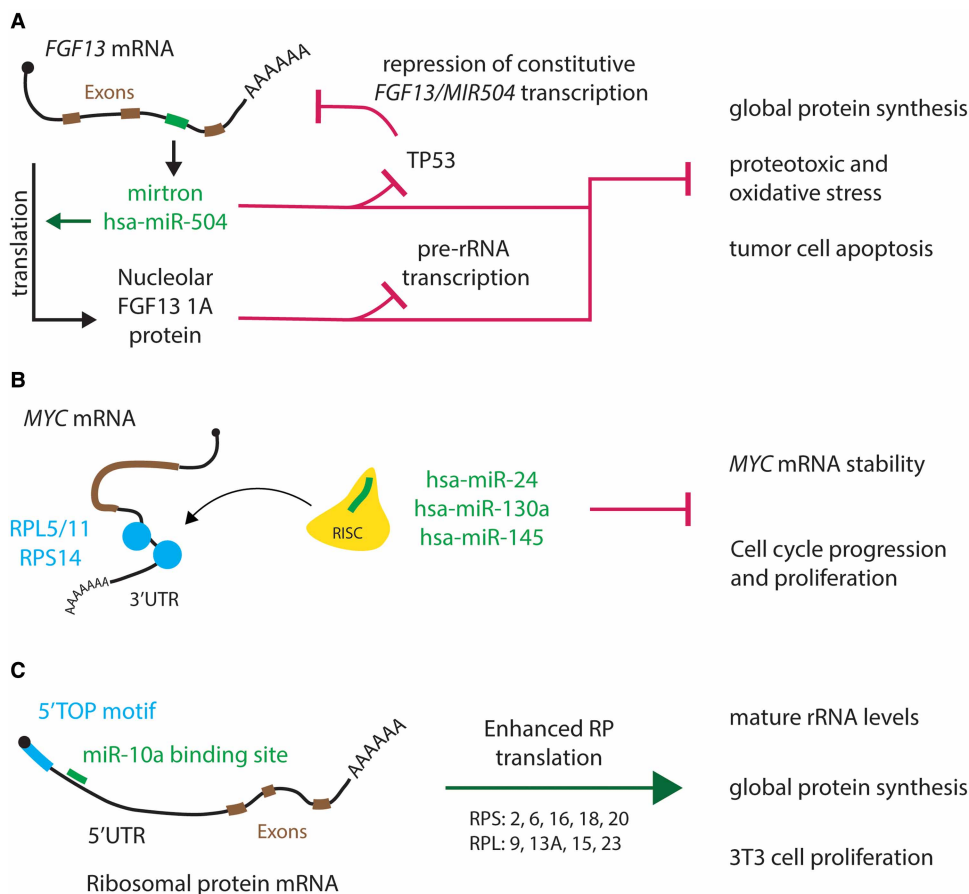 A
FGF13 mRNA
AAAAAA
Exons
repression of constitutive
FGF13/MIR504 transcription
TP53
translation
mirtron
hsa-miR-504
pre-rRNA
transcription
Nucleolar
FGF13 1A
protein
global protein synthesis
proteotoxic and
oxidative stress
tumor cell apoptosis
B
MYC mRNA
RPL5/11
RPS14
AAAAAAA
3'UTR
RISC
hsa-miR-24
hsa-miR-130a
hsa-miR-145
MYC mRNA stability
Cell cycle progression
and proliferation
C
5'TOP motif
miR-10a binding site
AAAAAA
5'UTR
Exons
Ribosomal protein mRNA
Enhanced RP
translation
RPS: 2, 6, 16, 18, 20
RPL: 9, 13A, 15, 23
mature rRNA levels
global protein synthesis
3T3 cell proliferation